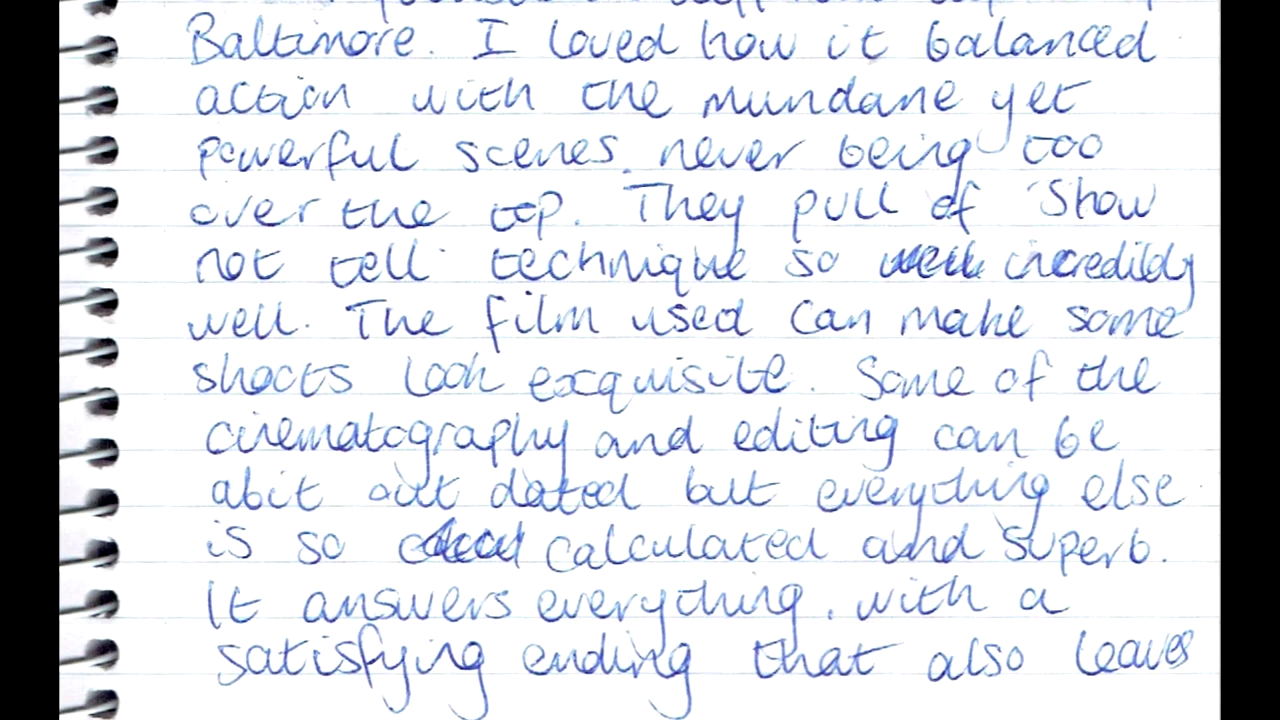 Baltimore. I loved how it balanced
action with the mundane yet
powerful scenes, never being too
over the top. They pull of 'Show
not tell' technique so well incredibly
well. The film used can make some
shoots look exquisite. Some of the
cinematography and editing can be
abit out dated but everything else
is so calculated and superb.
It answers everything, with a
satisfying ending that also leaves